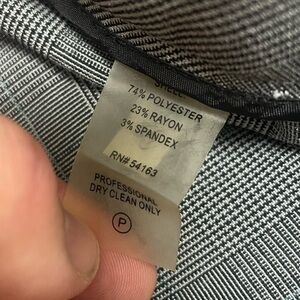 SHELL
74% POLYESTER
23% RAYON
3% SPANDEX
RN# 54163
PROFESSIONAL
DRY CLEAN ONLY
P